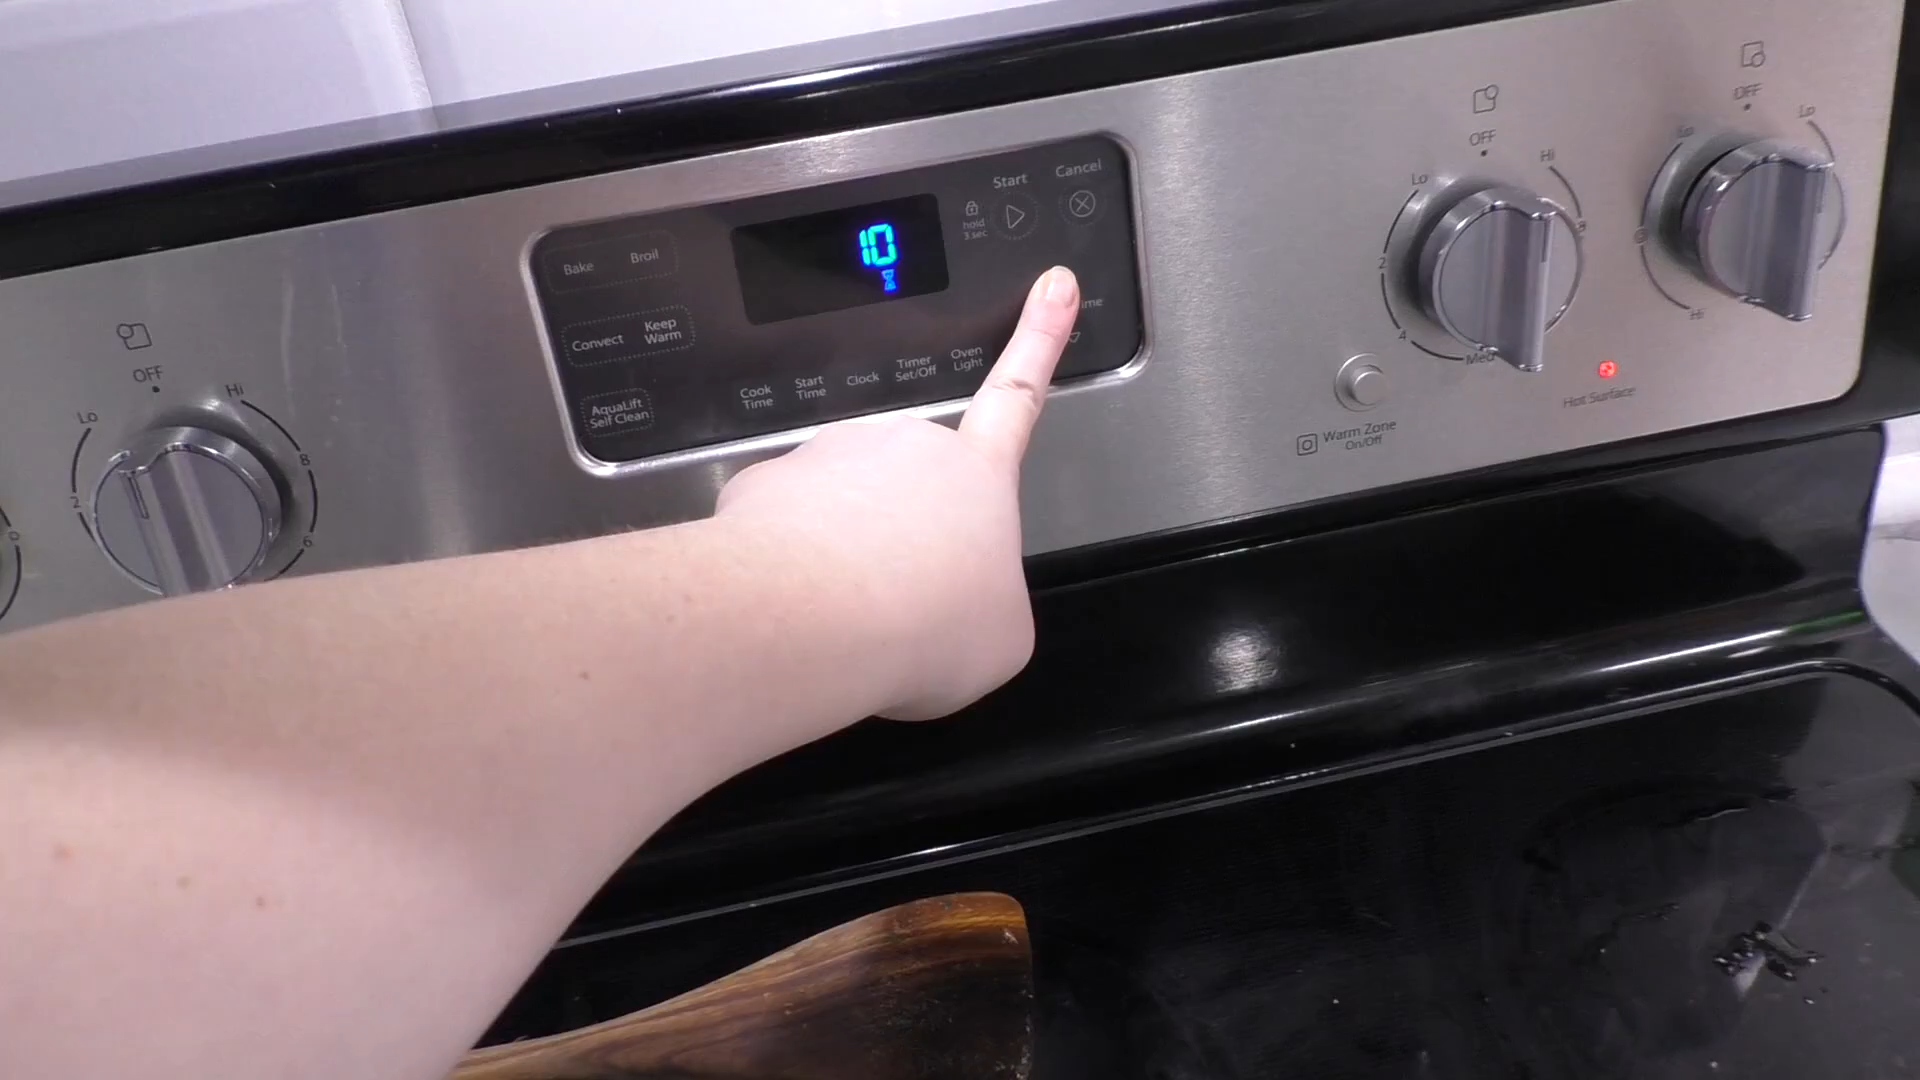 Bake
Broil
Convect
Keep
Warm
AquaLift
Self Clean
10
Cook
Time
Start
Time
Clock
Timer
Set/Off
Oven
Light
hold
3 sec
Start
Cancel
OFF
Lo
Hi
2
8
6
OFF
Lo
Hi
2
4
Med
Warm Zone
On/Off
Hot Surface
OFF
Lo
Lo
Hi